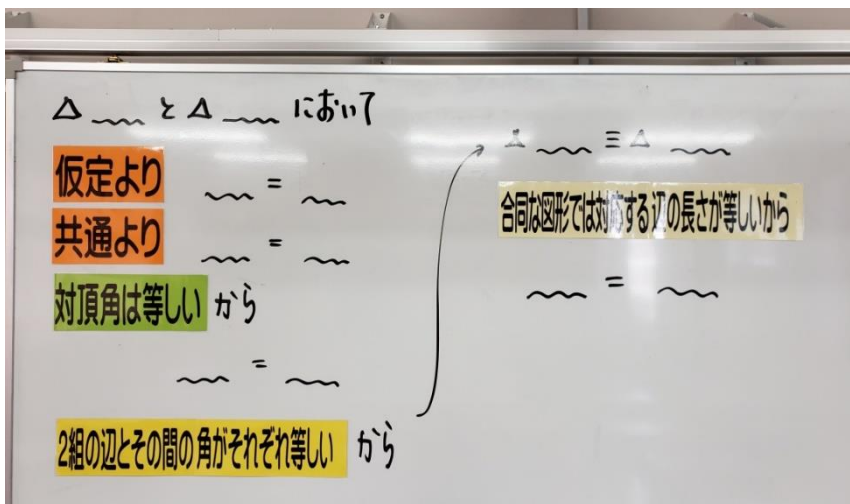 △ 〰 と △ 〰 において
仮定より 〰 = 〰
共通より 〰 = 〰
対頂角は等しい から
〰 = 〰
2組の辺とその間の角がそれぞれ等しい から
△ 〰 ≡ △ 〰
合同な図形では対応する辺の長さが等しいから
〰 = 〰